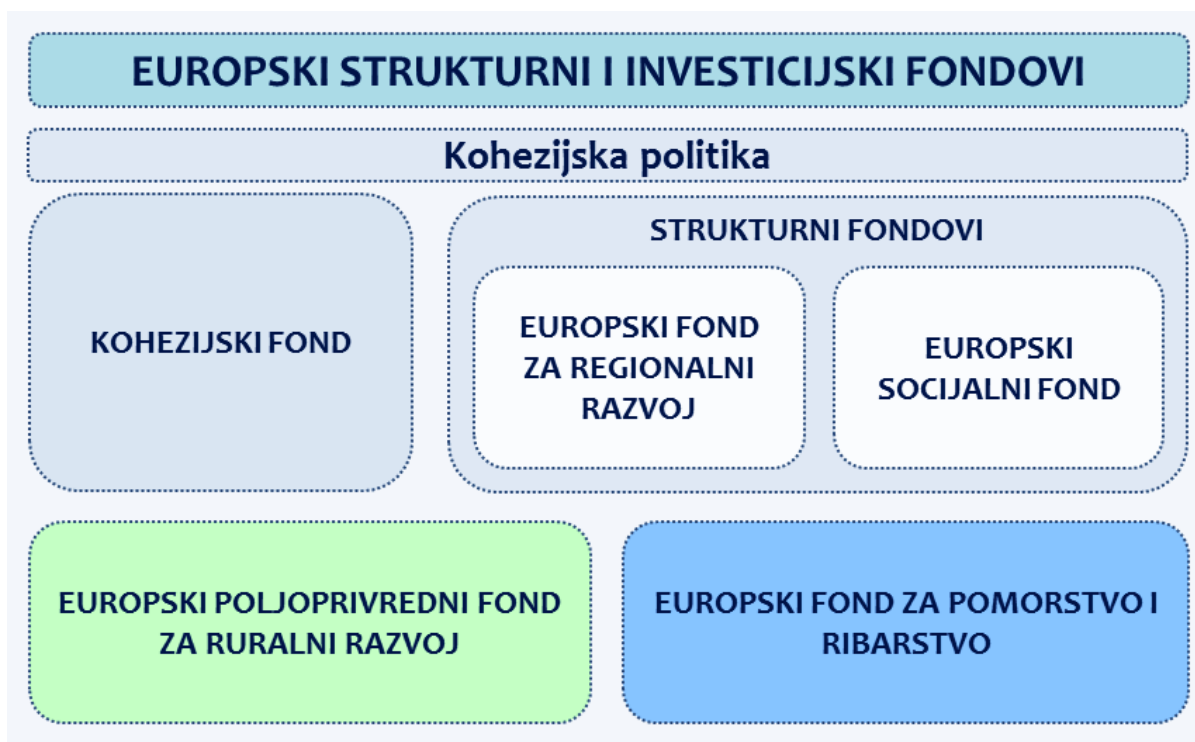 EUROPSKI STRUKTURNI I INVESTICIJSKI FONDOVI
Kohezijska politika
KOHEZIJSKI FOND
STRUKTURNI FONDOVI
EUROPSKI FOND
ZA REGIONALNI
RAZVOJ
EUROPSKI
SOCIJALNI FOND
EUROPSKI POLJOPRIVREDNI FOND
ZA RURALNI RAZVOJ
EUROPSKI FOND ZA POMORSTVO I
RIBARSTVO